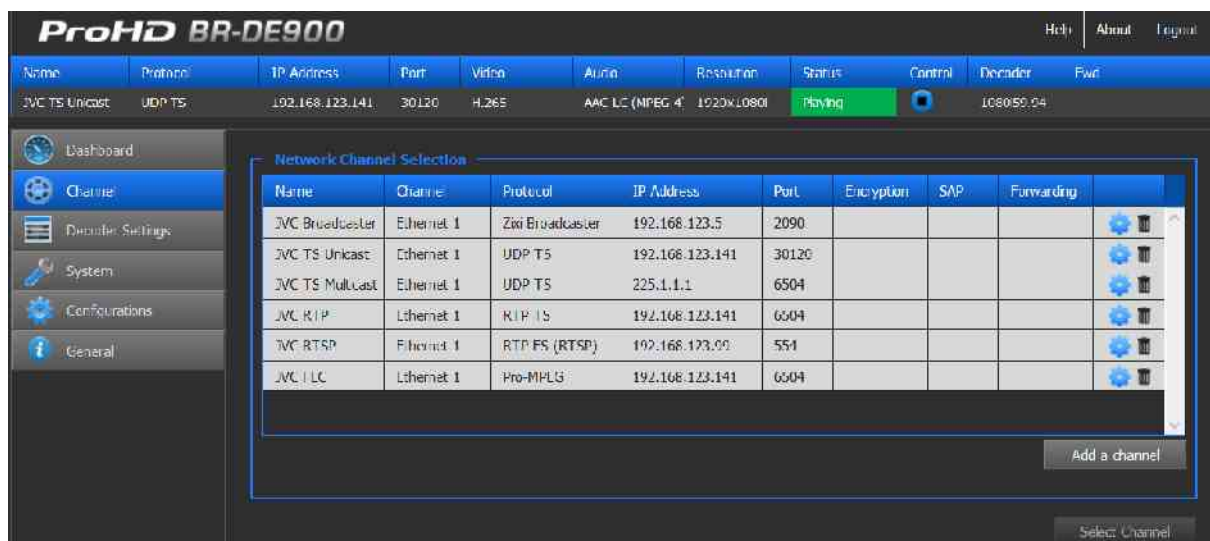 ProHD BR-DE900
Help About Logout
Name Protocol IP Address Port Video Audio Resolution Status Control Decoder Fwd
JVC TS Unicast UDP TS 192.168.123.141 30120 H.265 AAC LC (MPEG 4) 1920x1080i Playing 1080i59.94
Dashboard
Channel
Decoder Settings
System
Configurations
General
Network Channel Selection
Name Channel Protocol IP Address Port Encryption SAP Forwarding
JVC Broadcaster Ethernet 1 Zixi Broadcaster 192.168.123.5 2090
JVC TS Unicast Ethernet 1 UDP TS 192.168.123.141 30120
JVC TS Multicast Ethernet 1 UDP TS 225.1.1.1 6504
JVC RTP Ethernet 1 RTP TS 192.168.123.141 6504
JVC RTSP Ethernet 1 RTP ES (RTSP) 192.168.123.99 554
JVC FEC Ethernet 1 Pro-MPEG 192.168.123.141 6504
Add a channel
Select Channel